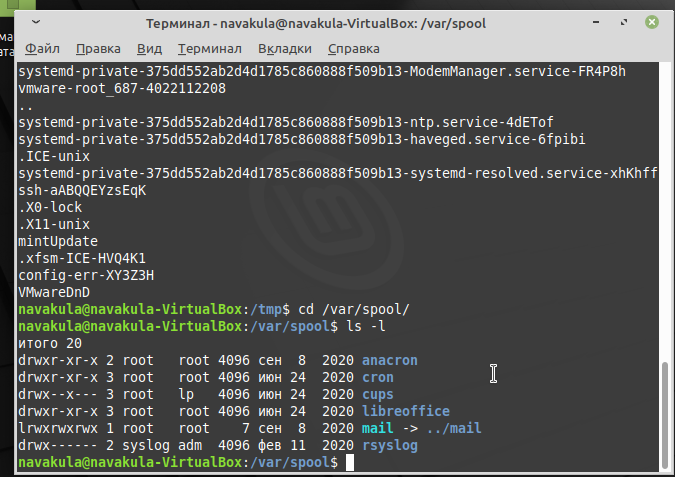 ма
ата
Терминал - navakula@navakula-VirtualBox: /var/spool
Файл Правка Вид Терминал Вкладки Справка
systemd-private-375dd552ab2d4d1785c860888f509b13-ModemManager.service-FR4P8h
vmware-root_687-4022112208
..
systemd-private-375dd552ab2d4d1785c860888f509b13-ntp.service-4dETof
systemd-private-375dd552ab2d4d1785c860888f509b13-haveged.service-6fpibi
.ICE-unix
systemd-private-375dd552ab2d4d1785c860888f509b13-systemd-resolved.service-xhKhff
ssh-aABQQEYzsEqK
.X0-lock
.X11-unix
mintUpdate
.xfsm-ICE-HVQ4K1
config-err-XY3Z3H
VMwareDnD
navakula@navakula-VirtualBox:/tmp$ cd /var/spool/
navakula@navakula-VirtualBox:/var/spool$ ls -l
итого 20
drwxr-xr-x 2 root   root 4096 сен  8  2020 anacron
drwxr-xr-x 3 root   root 4096 июн 24  2020 cron
drwx--x--- 3 root   lp   4096 июн 24  2020 cups
drwxr-xr-x 3 root   root 4096 июн 24  2020 libreoffice
lrwxrwxrwx 1 root   root    7 сен  8  2020 mail -> ../mail
drwx------ 2 syslog adm  4096 фев 11  2020 rsyslog
navakula@navakula-VirtualBox:/var/spool$